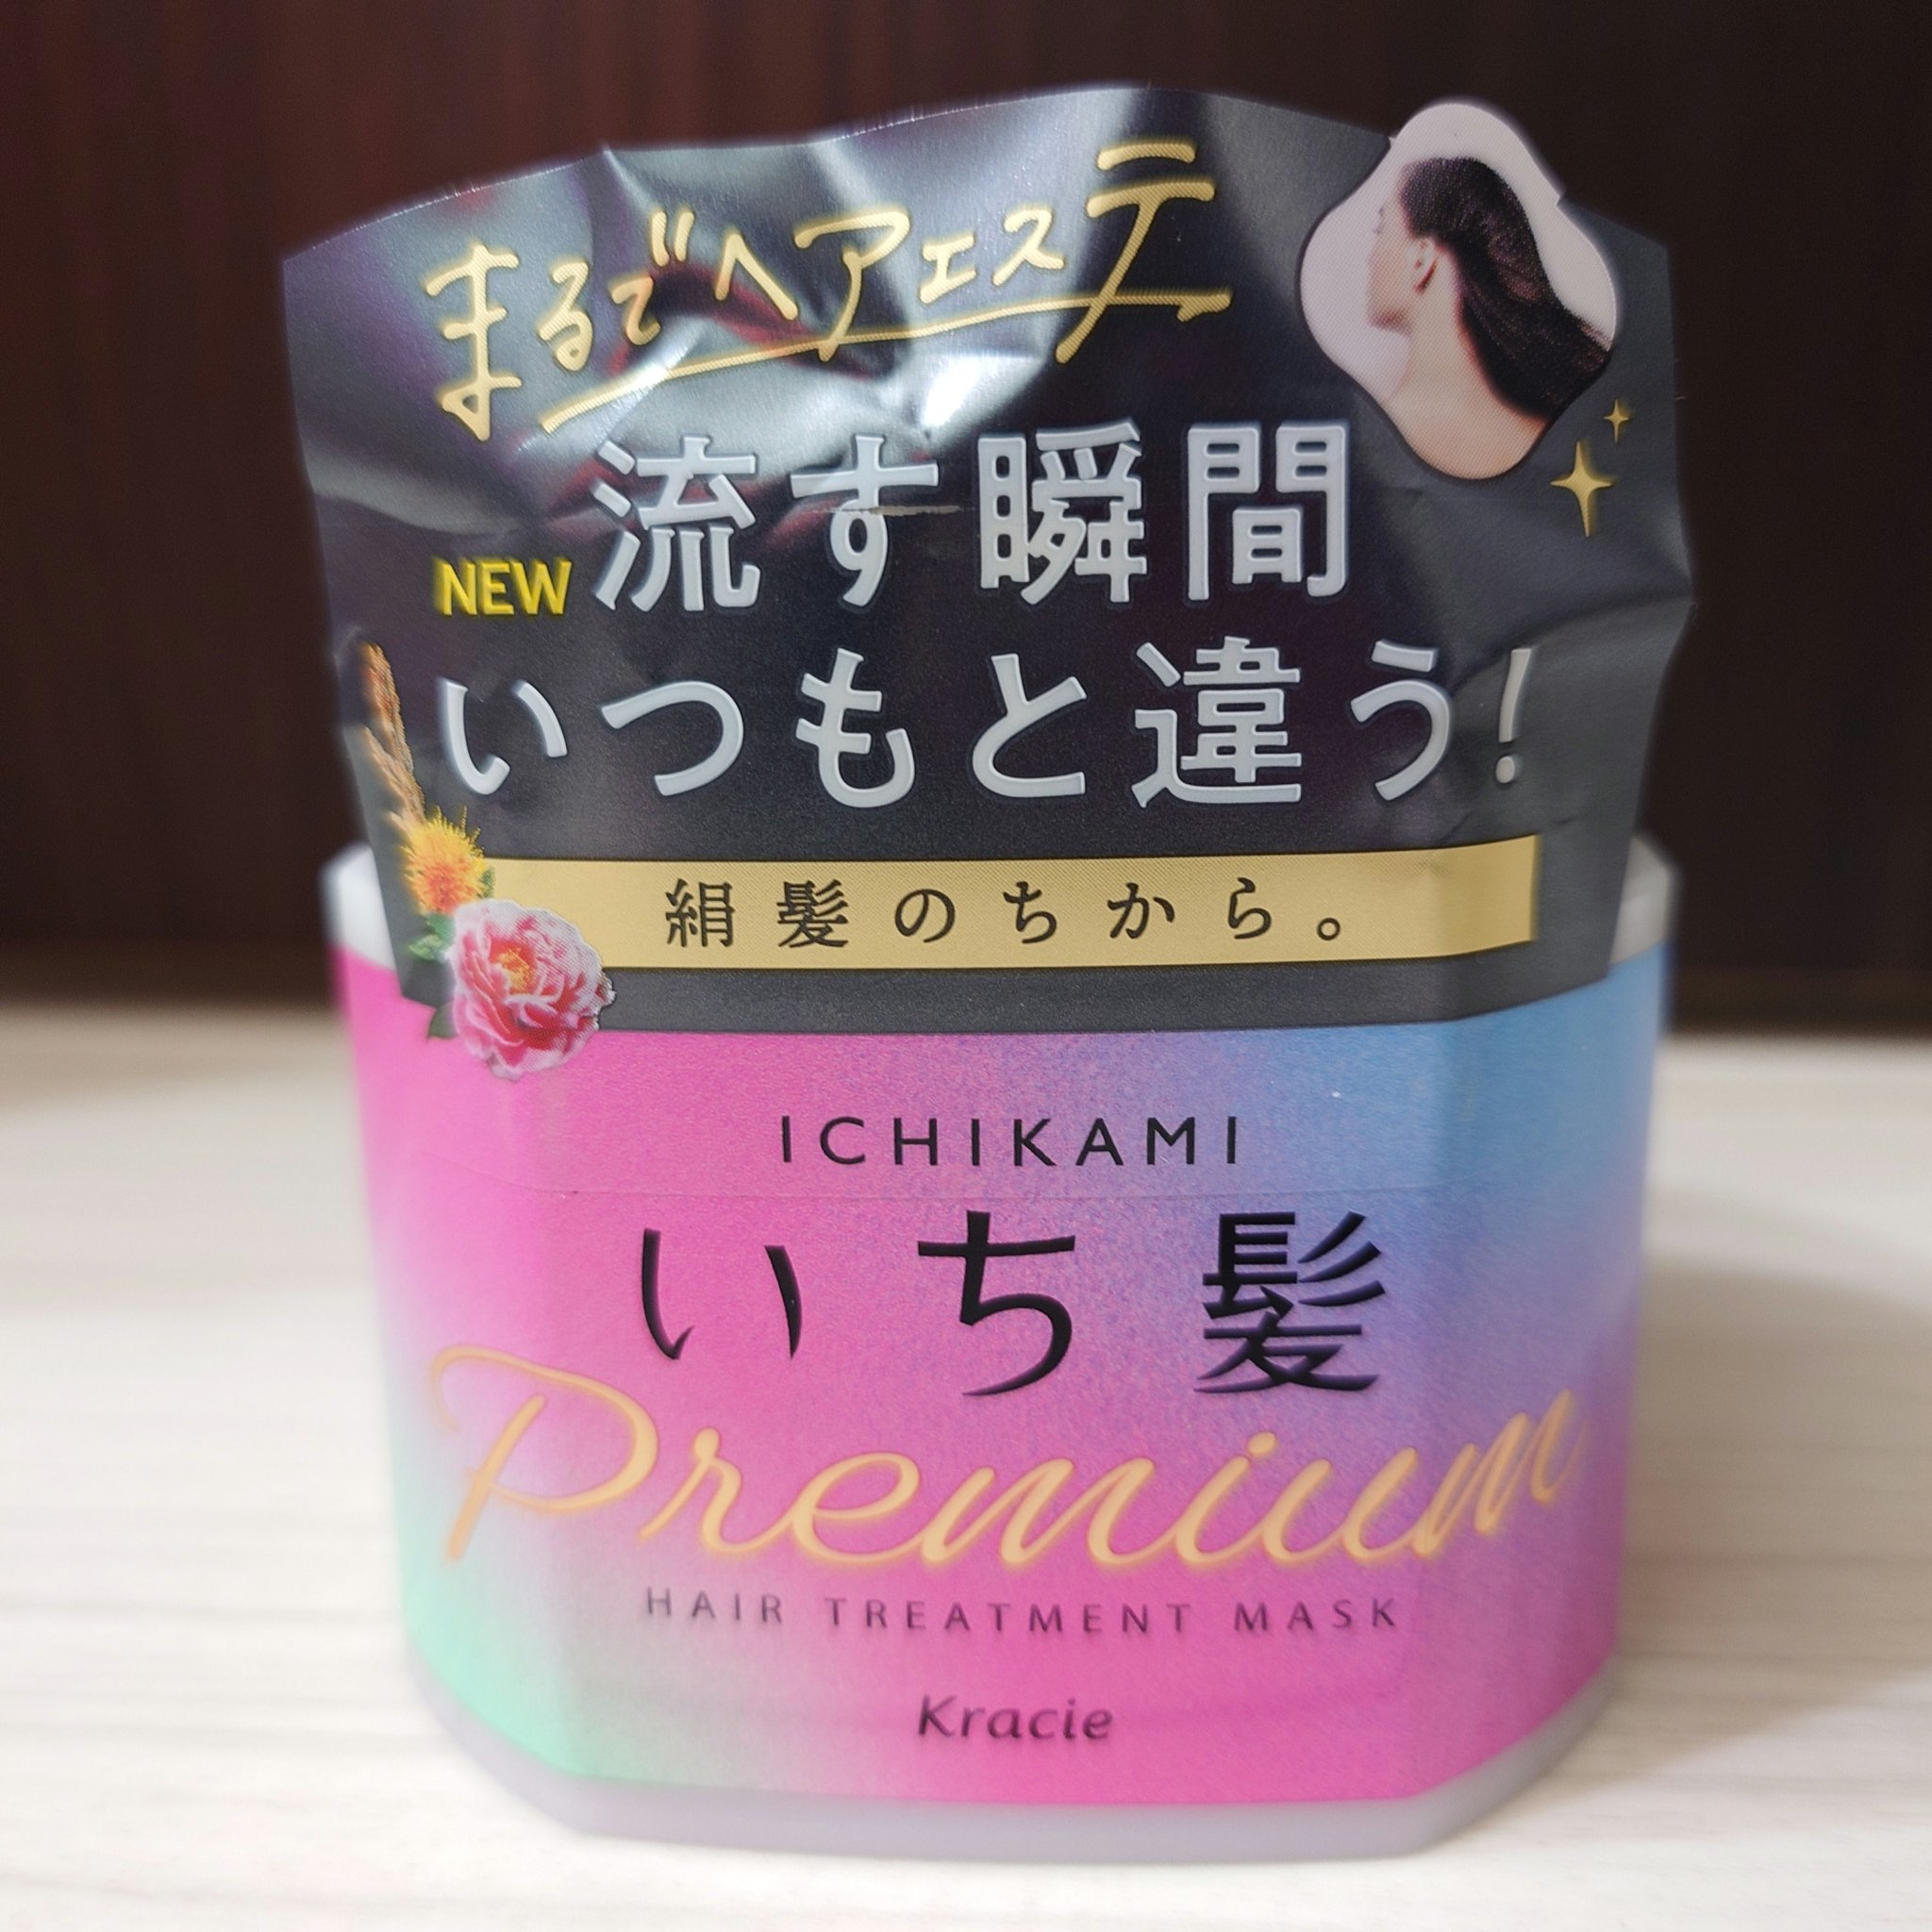 まるでヘアエステ
流す瞬間
NEW
いつもと違う!
絹髪のちから。
ICHIKAMI
いち髪
Premium
HAIR TREATMENT MASK
Kracie